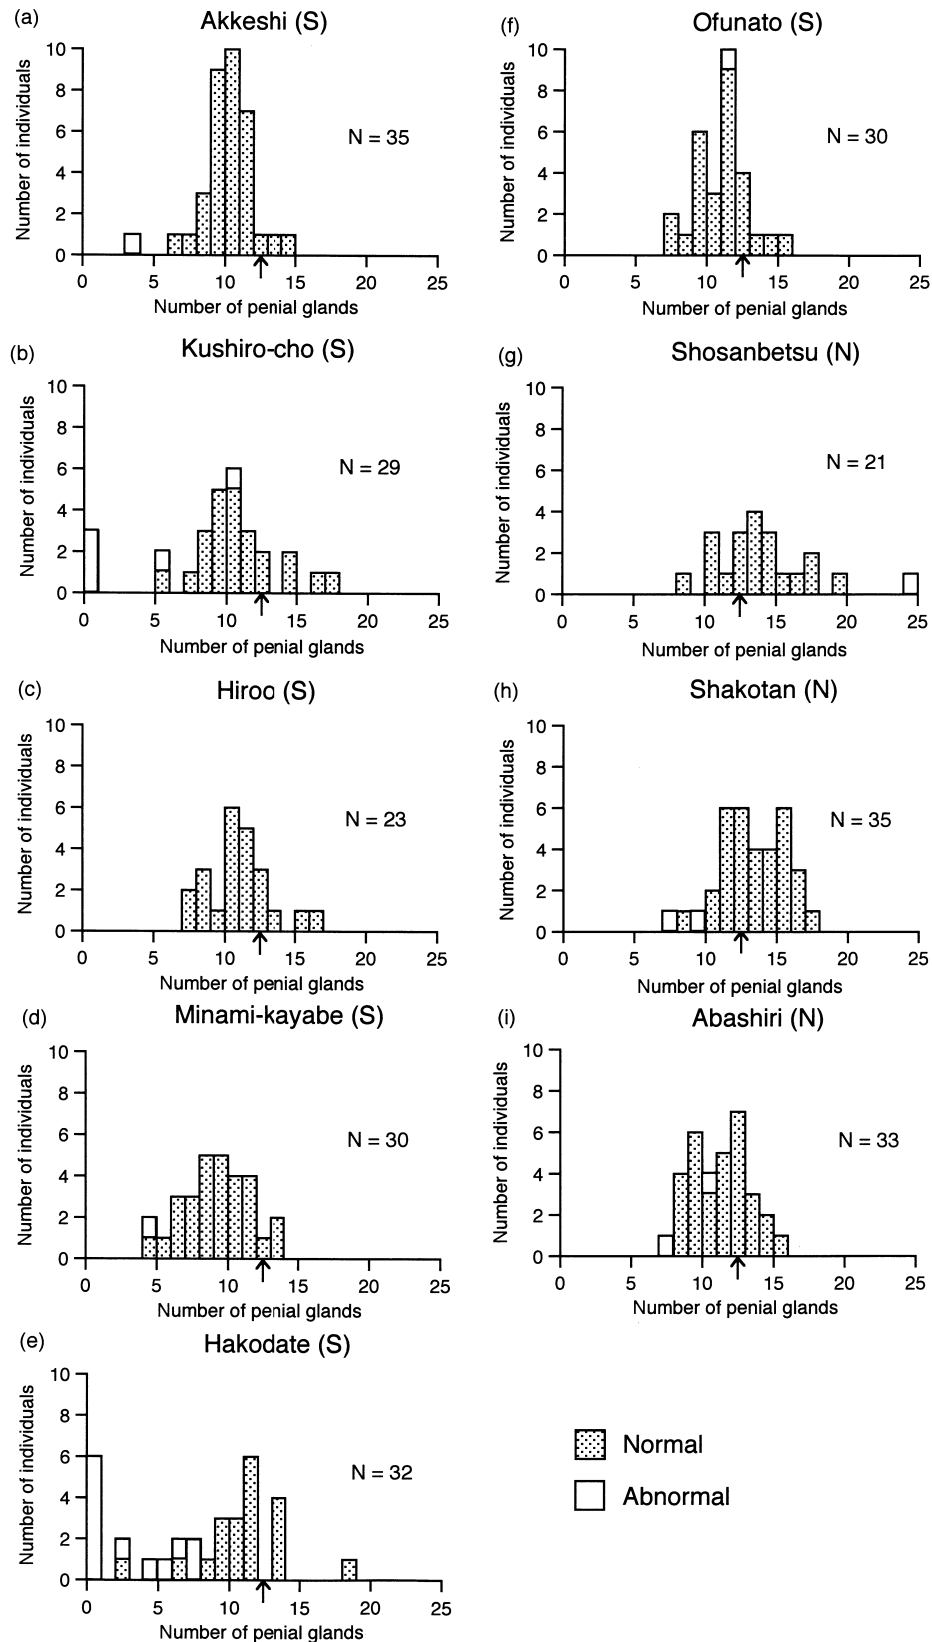 (a)
Akkeshi (S)
Number of individuals
10
8
6
4
2
0
N = 35
0 5 10 15 20 25
Number of penial glands
(b)
Kushiro-cho (S)
Number of individuals
10
8
6
4
2
0
N = 29
0 5 10 15 20 25
Number of penial glands
(c)
Hiroo (S)
Number of individuals
10
8
6
4
2
0
N = 23
0 5 10 15 20 25
Number of penial glands
(d)
Minami-kayabe (S)
Number of individuals
10
8
6
4
2
0
N = 30
0 5 10 15 20 25
Number of penial glands
(e)
Hakodate (S)
Number of individuals
10
8
6
4
2
0
N = 32
0 5 10 15 20 25
Number of penial glands
(f)
Ofunato (S)
Number of individuals
10
8
6
4
2
0
N = 30
0 5 10 15 20 25
Number of penial glands
(g)
Shosanbetsu (N)
Number of individuals
10
8
6
4
2
0
N = 21
0 5 10 15 20 25
Number of penial glands
(h)
Shakotan (N)
Number of individuals
10
8
6
4
2
0
N = 35
0 5 10 15 20 25
Number of penial glands
(i)
Abashiri (N)
Number of individuals
10
8
6
4
2
0
N = 33
0 5 10 15 20 25
Number of penial glands
Normal
Abnormal